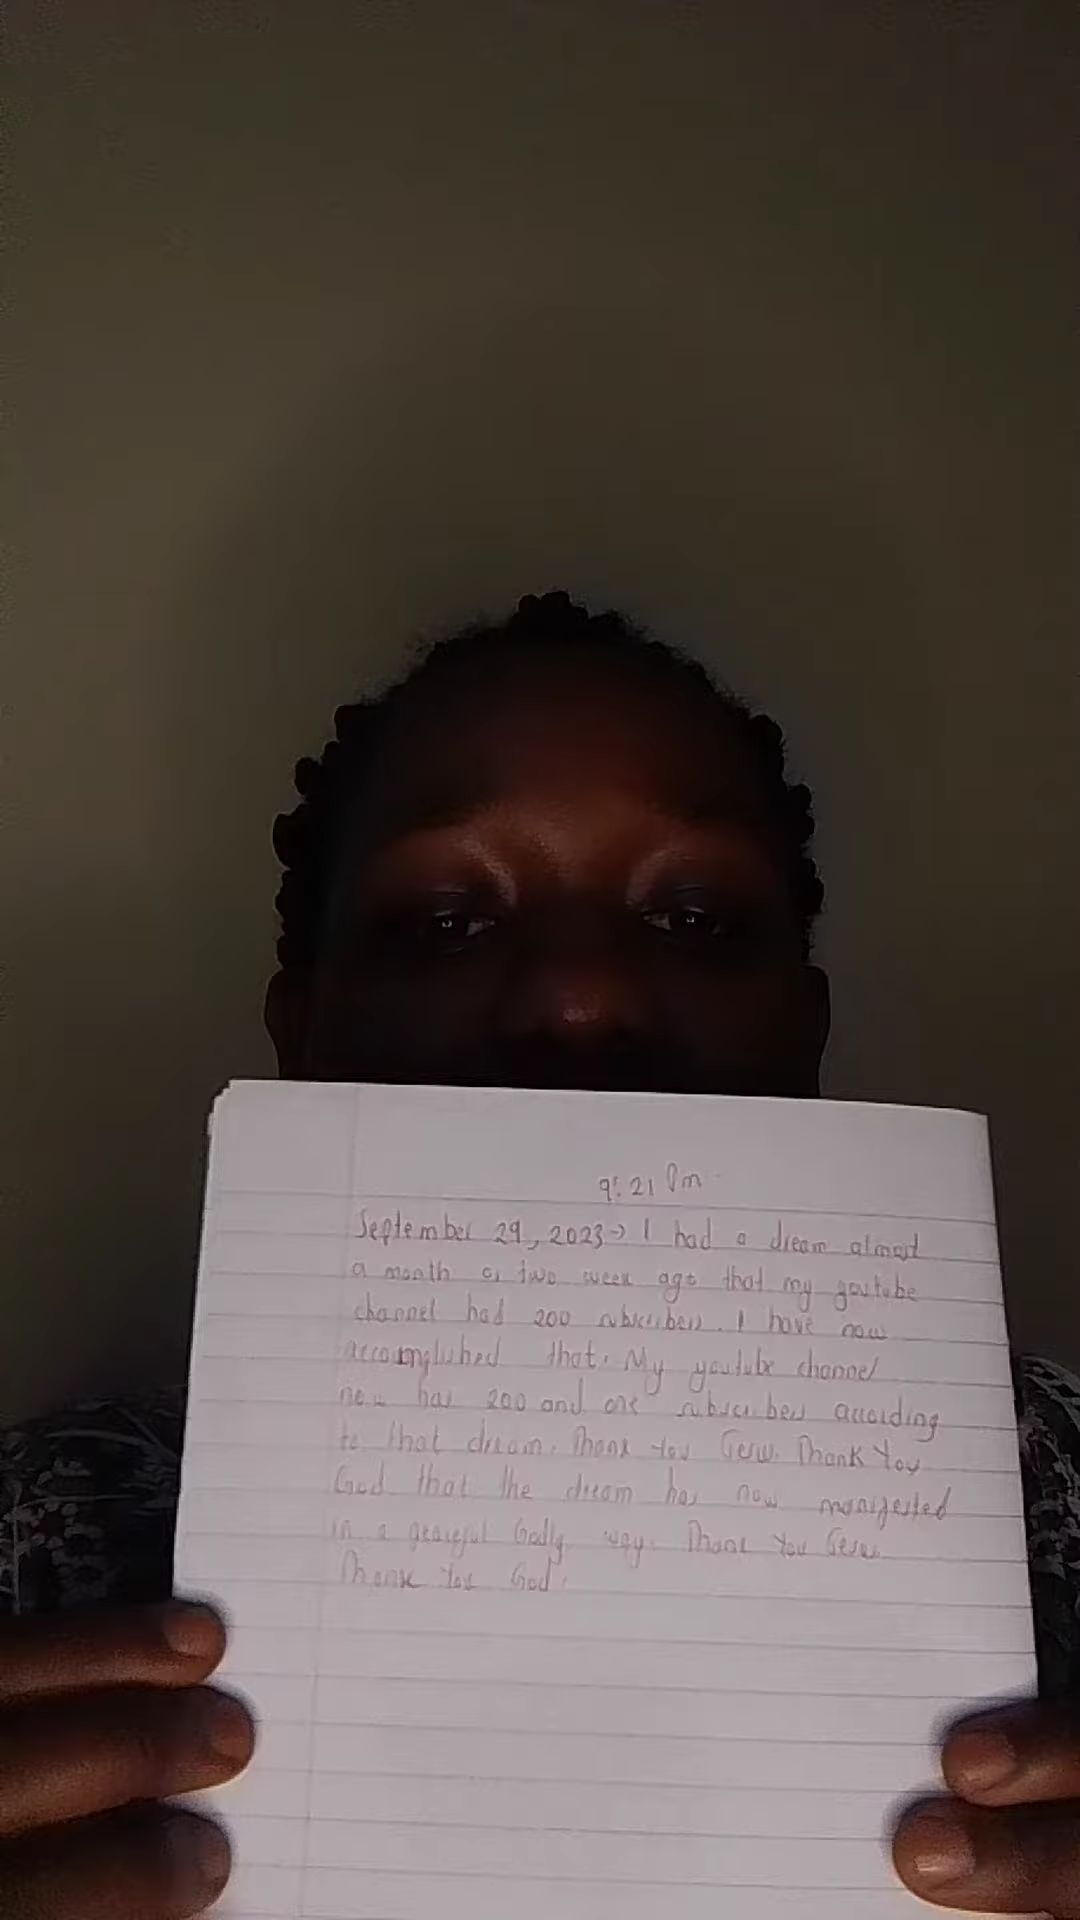 9:21 Pm
September 29, 2023→ I had a dream almost
a month or two week ago that my youtube
channel had 200 subscribers. I have now
accomplished that. My youtube channel
now has 200 and one subscribers according
to that dream. Thank You Jesus. Thank You
God that the dream has now manifested
in a graceful Godly way. Thank You Jesus
Thank You God.